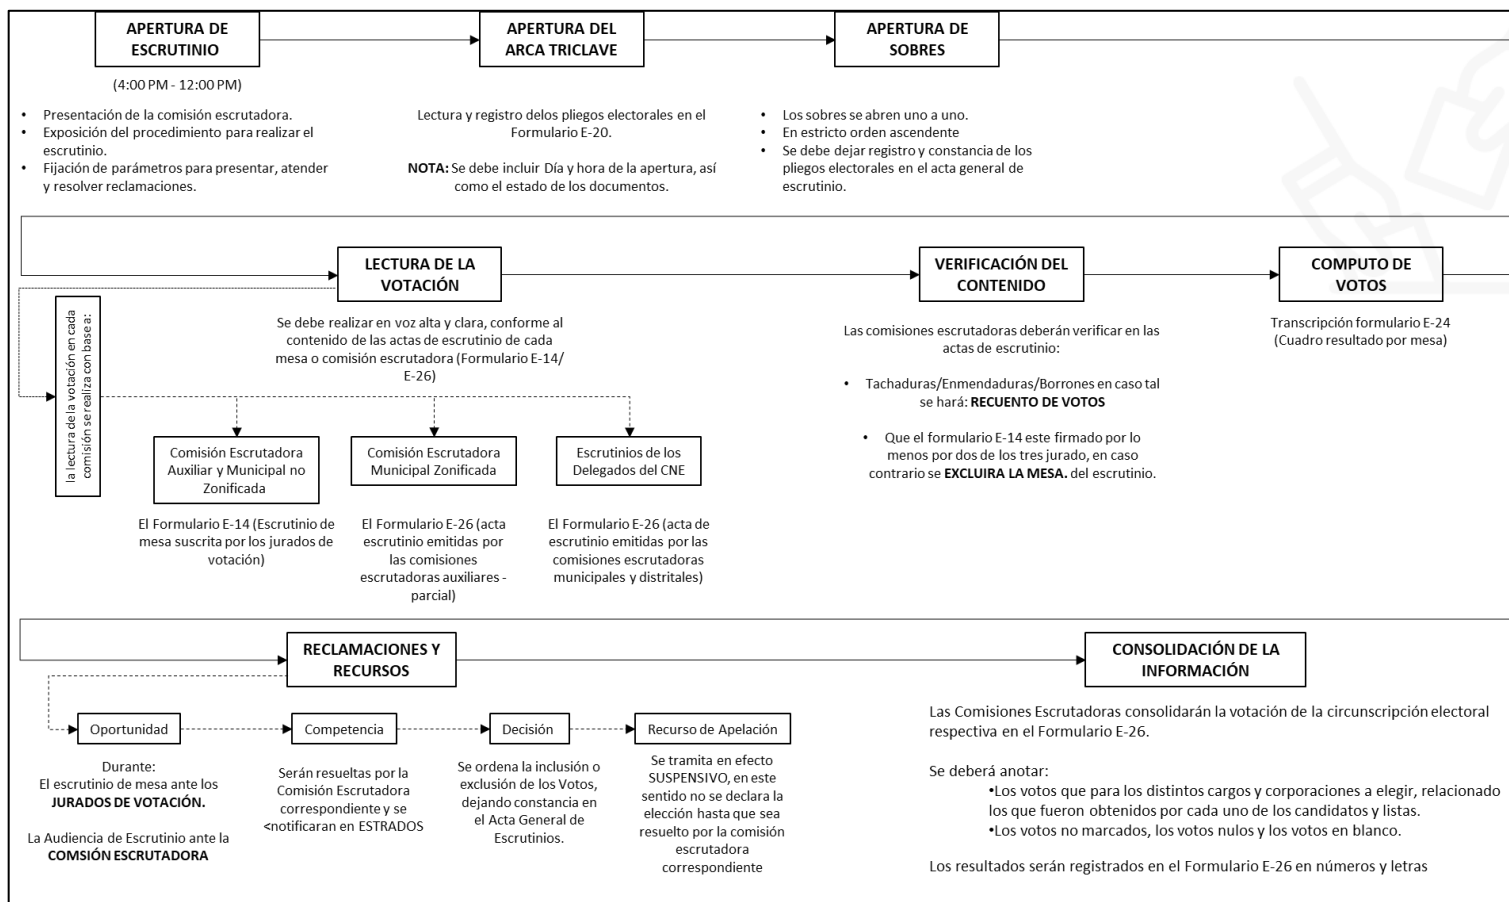 APERTURA DE
ESCRUTINIO
(4:00 PM - 12:00 PM)
• Presentación de la comisión escrutadora.
• Exposición del procedimiento para realizar el
escrutinio.
• Fijación de parámetros para presentar, atender
y resolver reclamaciones.
APERTURA DEL
ARCA TRICLAVE
Lectura y registro delos pliegos electorales en el
Formulario E-20.
NOTA: Se debe incluir Día y hora de la apertura, así
como el estado de los documentos.
APERTURA DE
SOBRES
• Los sobres se abren uno a uno.
• En estricto orden ascendente
• Se debe dejar registro y constancia de los
pliegos electorales en el acta general de
escrutinio.
LECTURA DE LA
VOTACIÓN
Se debe realizar en voz alta y clara, conforme al
contenido de las actas de escrutinio de cada
mesa o comisión escrutadora (Formulario E-14/
E-26)
la lectura de la votación en cada
comisión se realiza con base a:
Comisión Escrutadora
Auxiliar y Municipal no
Zonificada
El Formulario E-14 (Escrutinio de
mesa suscrita por los jurados de
votación)
Comisión Escrutadora
Municipal Zonificada
El Formulario E-26 (acta
escrutinio emitidas por
las comisiones
escrutadoras auxiliares -
parcial)
Escrutinios de los
Delegados del CNE
El Formulario E-26 (acta de
escrutinio emitidas por las
comisiones escrutadoras
municipales y distritales)
VERIFICACIÓN DEL
CONTENIDO
Las comisiones escrutadoras deberán verificar en las
actas de escrutinio:
• Tachaduras/Enmendaduras/Borrones en caso tal
se hará: RECUENTO DE VOTOS
• Que el formulario E-14 este firmado por lo
menos por dos de los tres jurado, en caso
contrario se EXCLUIRA LA MESA. del escrutinio.
COMPUTO DE
VOTOS
Transcripción formulario E-24
(Cuadro resultado por mesa)
RECLAMACIONES Y
RECURSOS
Oportunidad
Durante:
El escrutinio de mesa ante los
JURADOS DE VOTACIÓN.
La Audiencia de Escrutinio ante la
COMSIÓN ESCRUTADORA
Competencia
Serán resueltas por la
Comisión Escrutadora
correspondiente y se
<notificaran en ESTRADOS
Decisión
Se ordena la inclusión o
exclusión de los Votos,
dejando constancia en
el Acta General de
Escrutinios.
Recurso de Apelación
Se tramita en efecto
SUSPENSIVO, en este
sentido no se declara la
elección hasta que sea
resuelto por la comisión
escrutadora
correspondiente
CONSOLIDACIÓN DE LA
INFORMACIÓN
Las Comisiones Escrutadoras consolidarán la votación de la circunscripción electoral
respectiva en el Formulario E-26.
Se deberá anotar:
•Los votos que para los distintos cargos y corporaciones a elegir, relacionado
los que fueron obtenidos por cada uno de los candidatos y listas.
•Los votos no marcados, los votos nulos y los votos en blanco.
Los resultados serán registrados en el Formulario E-26 en números y letras